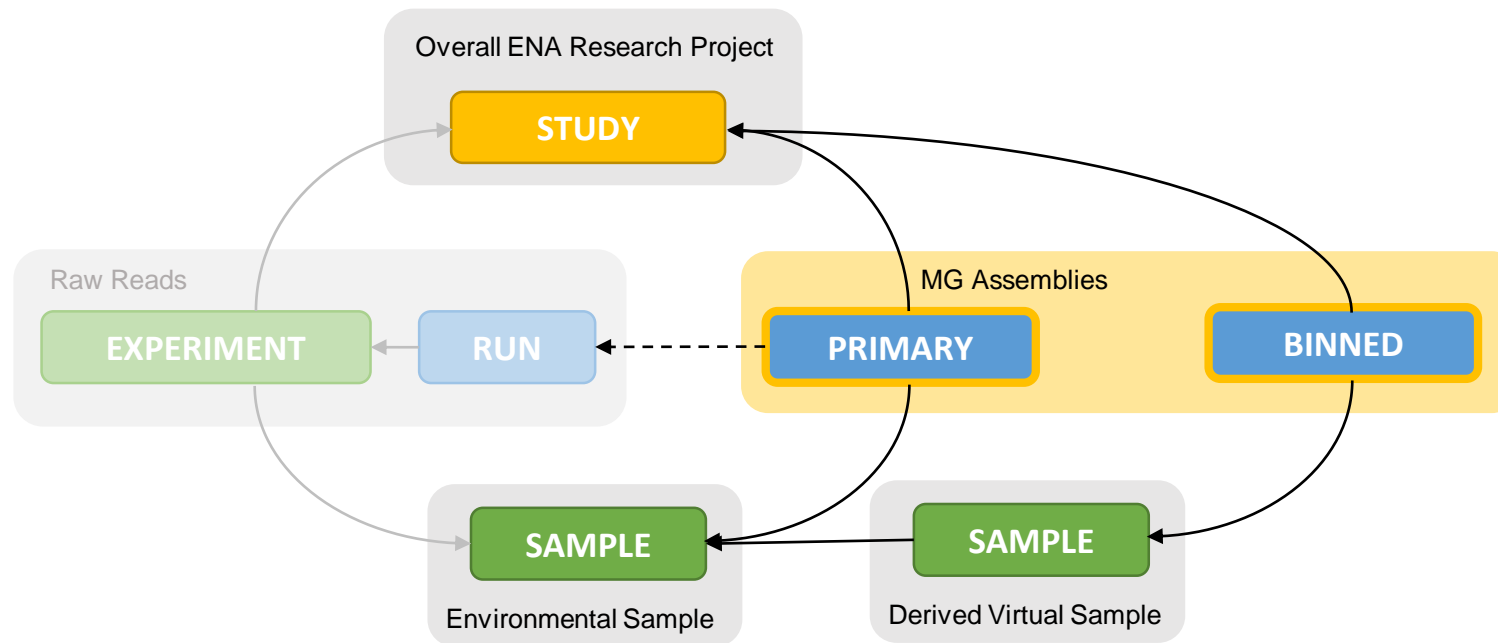 Overall ENA Research Project
STUDY
Raw Reads
MG Assemblies
EXPERIMENT
RUN
PRIMARY
BINNED
SAMPLE
SAMPLE
Environmental Sample
Derived Virtual Sample